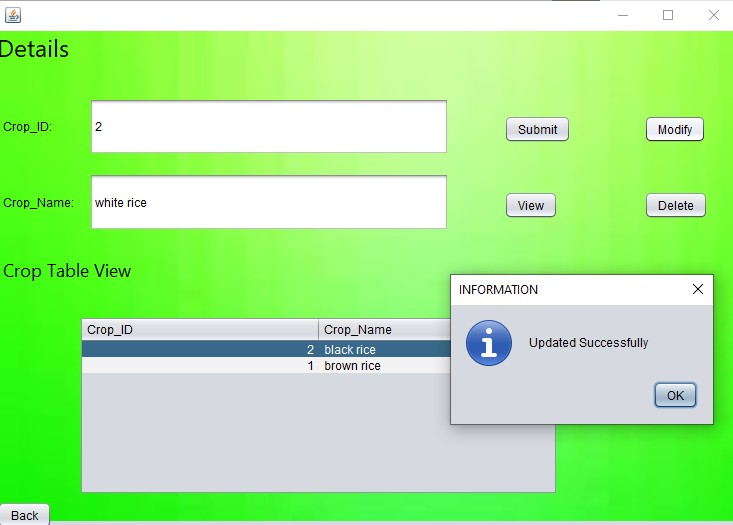 Details
Crop_ID:
2
Submit
Modify
Crop_Name:
white rice
View
Delete
Crop Table View
INFORMATION
Updated Successfully
OK
Crop_ID Crop_Name
2 black rice
1 brown rice
Back